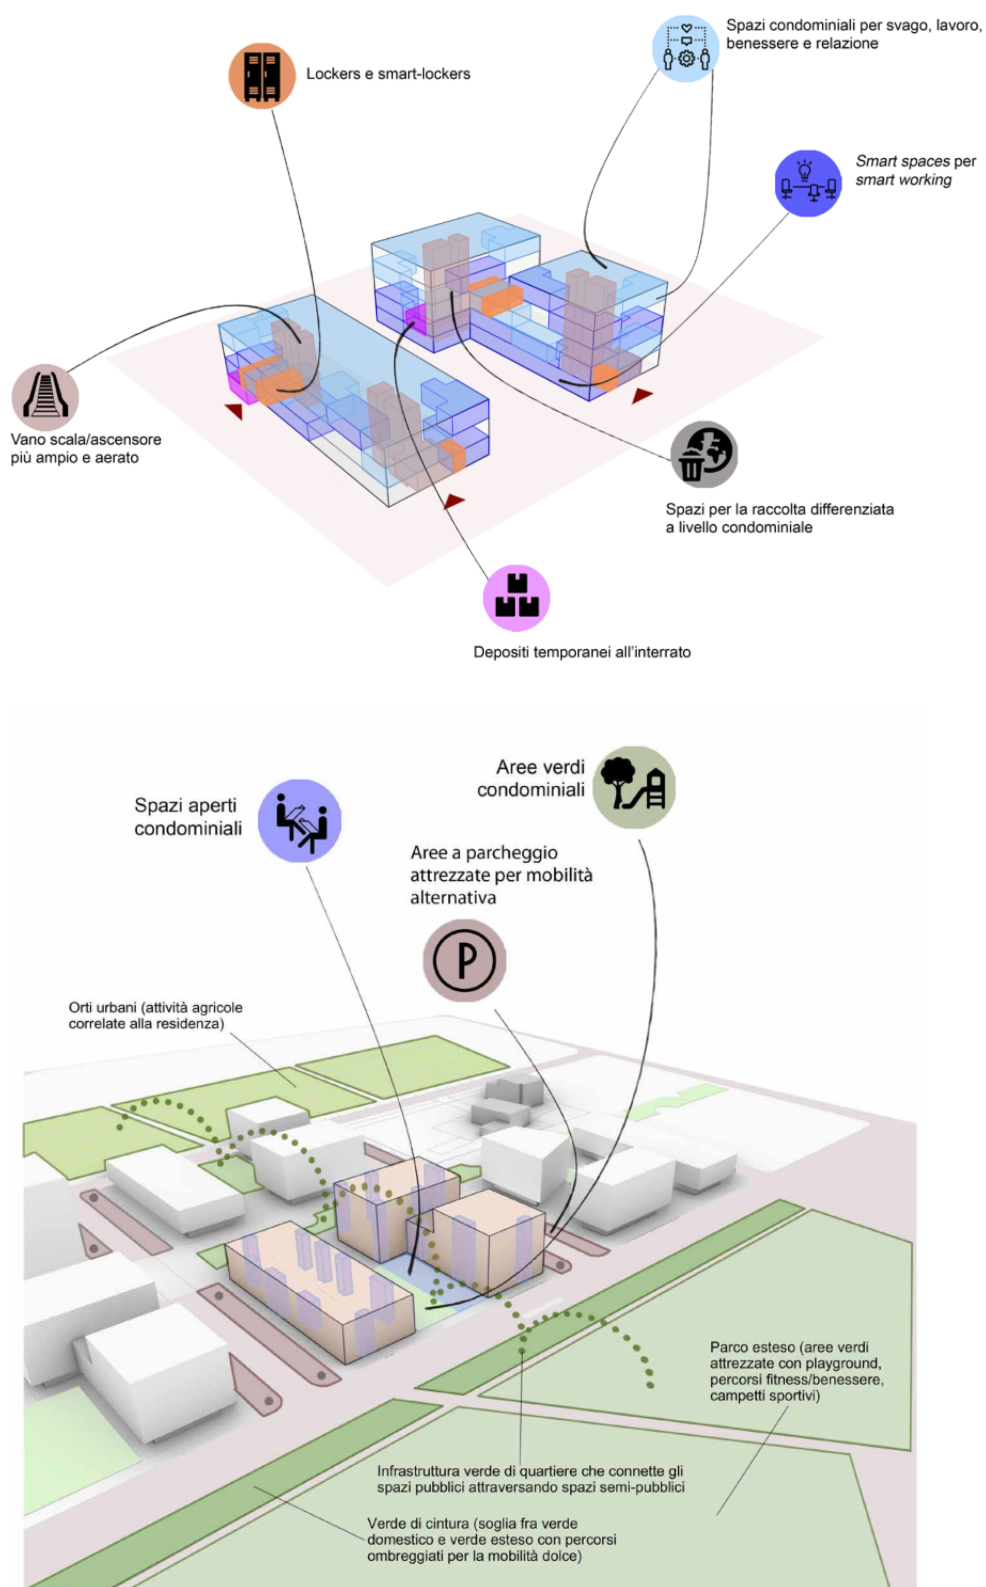 Spazi condominiali per svago, lavoro,
benessere e relazione
Lockers e smart-lockers
Smart spaces per
smart working
Vano scala/ascensore
più ampio e aerato
Spazi per la raccolta differenziata
a livello condominiale
Depositi temporanei all'interrato
Aree verdi
condominiali
Spazi aperti
condominiali
Aree a parcheggio
attrezzate per mobilità
alternativa
P
Orti urbani (attività agricole
correlate alla residenza)
Parco esteso (aree verdi
attrezzate con playground,
percorsi fitness/benessere,
campetti sportivi)
Infrastruttura verde di quartiere che connette gli
spazi pubblici attraversando spazi semi-pubblici
Verde di cintura (soglia fra verde
domestico e verde esteso con percorsi
ombreggiati per la mobilità dolce)